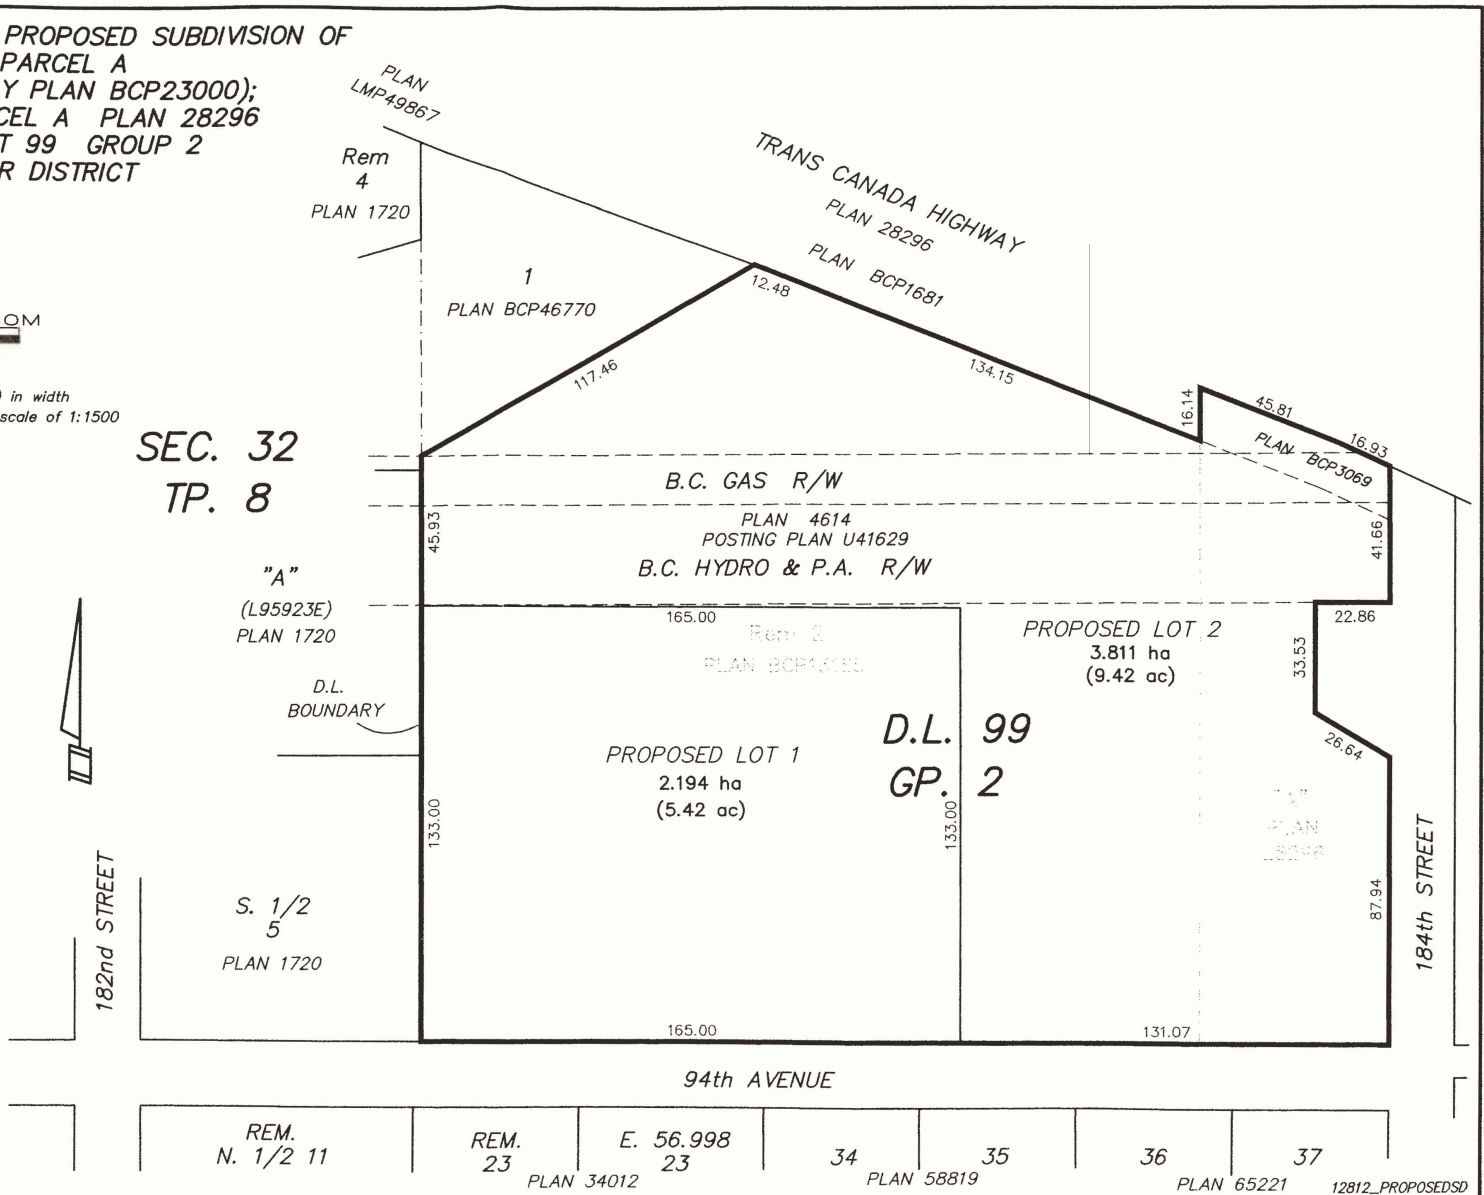 PROPOSED SUBDIVISION OF
PARCEL A
Y PLAN BCP23000);
CEL A PLAN 28296
T 99 GROUP 2
R DISTRICT
PLAN
LMP49867
Rem
4
PLAN 1720
TRANS CANADA HIGHWAY
PLAN 28296
PLAN BCP1681
1
PLAN BCP46770
12.48
117.46
134.15
16.14
45.81
16.93
PLAN BCP3069
OM
) in width
scale of 1:1500
SEC. 32
TP. 8
B.C. GAS R/W
PLAN 4614
POSTING PLAN U41629
B.C. HYDRO & P.A. R/W
45.93
41.66
"A"
(L95923E)
PLAN 1720
165.00
22.86
Rem 2
PROPOSED LOT 2
3.811 ha
(9.42 ac)
33.53
D.L.
BOUNDARY
D.L. 99
GP. 2
26.64
PROPOSED LOT 1
2.194 ha
(5.42 ac)
133.00
133.00
"A"
PLAN
87.94
182nd STREET
184th STREET
S. 1/2
5
PLAN 1720
165.00
131.07
94th AVENUE
REM.
N. 1/2 11
REM.
23
E. 56.998
23
PLAN 34012
34
35
PLAN 58819
36
37
PLAN 65221
12812_PROPOSEDSD